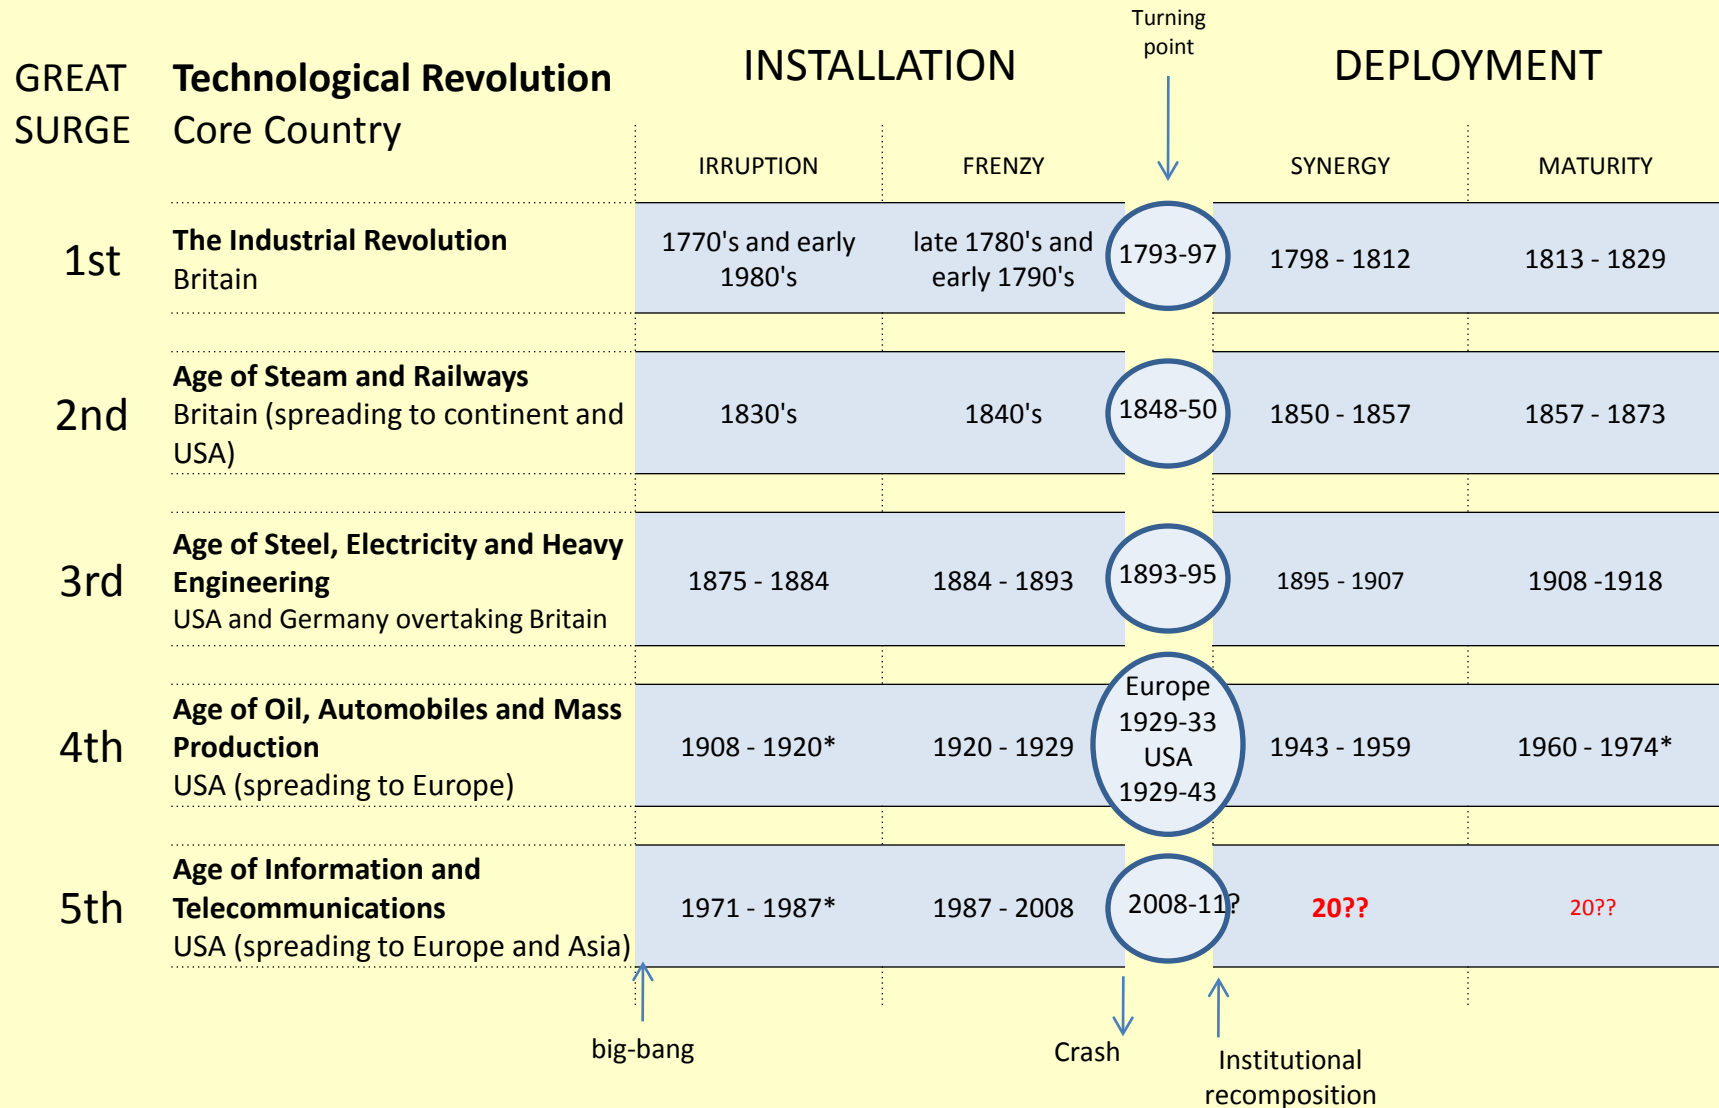 Turning
point
GREAT
SURGE
Technological Revolution
Core Country
INSTALLATION
DEPLOYMENT
IRRUPTION
FRENZY
SYNERGY
MATURITY
1st
The Industrial Revolution
Britain
1770's and early
1980's
late 1780's and
early 1790's
1793-97
1798 - 1812
1813 - 1829
2nd
Age of Steam and Railways
Britain (spreading to continent and
USA)
1830's
1840's
1848-50
1850 - 1857
1857 - 1873
3rd
Age of Steel, Electricity and Heavy
Engineering
USA and Germany overtaking Britain
1875 - 1884
1884 - 1893
1893-95
1895 - 1907
1908 -1918
4th
Age of Oil, Automobiles and Mass
Production
USA (spreading to Europe)
1908 - 1920*
1920 - 1929
Europe
1929-33
USA
1929-43
1943 - 1959
1960 - 1974*
5th
Age of Information and
Telecommunications
USA (spreading to Europe and Asia)
1971 - 1987*
1987 - 2008
2008-11?
20??
20??
big-bang
Crash
Institutional
recomposition